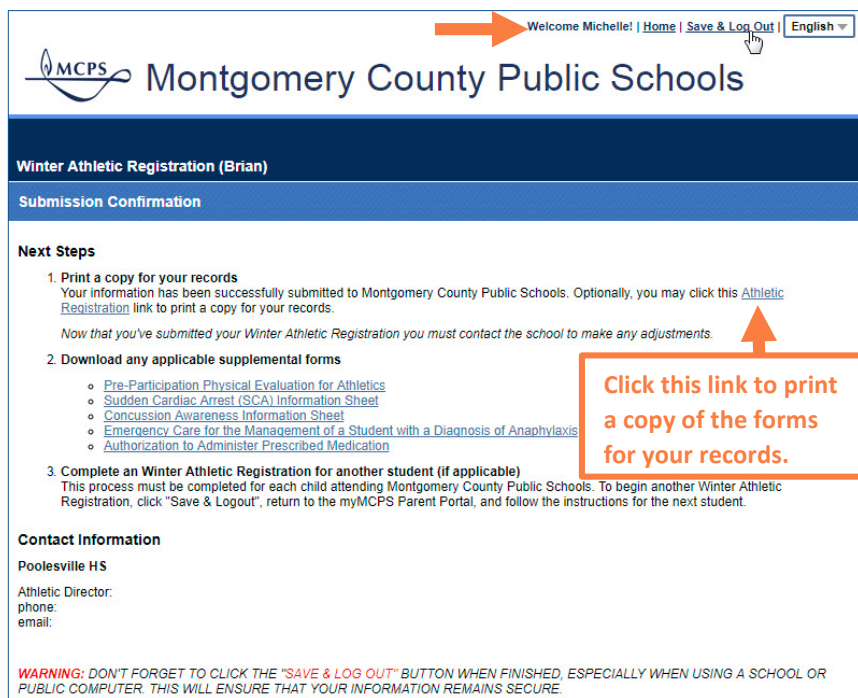 Welcome Michelle! | Home | Save & Log Out | English
MCPS
Montgomery County Public Schools
Winter Athletic Registration (Brian)
Submission Confirmation
Next Steps
1. Print a copy for your records
Your information has been successfully submitted to Montgomery County Public Schools. Optionally, you may click this Athletic
Registration link to print a copy for your records.
Now that you've submitted your Winter Athletic Registration you must contact the school to make any adjustments.
2. Download any applicable supplemental forms
Pre-Participation Physical Evaluation for Athletics
Sudden Cardiac Arrest (SCA) Information Sheet
Concussion Awareness Information Sheet
Emergency Care for the Management of a Student with a Diagnosis of Anaphylaxis
Authorization to Administer Prescribed Medication
Click this link to print
a copy of the forms
for your records.
3. Complete an Winter Athletic Registration for another student (if applicable)
This process must be completed for each child attending Montgomery County Public Schools. To begin another Winter Athletic
Registration, click "Save & Logout", return to the myMCPS Parent Portal, and follow the instructions for the next student.
Contact Information
Poolesville HS
Athletic Director:
phone:
email:
WARNING: DON'T FORGET TO CLICK THE "SAVE & LOG OUT" BUTTON WHEN FINISHED, ESPECIALLY WHEN USING A SCHOOL OR
PUBLIC COMPUTER. THIS WILL ENSURE THAT YOUR INFORMATION REMAINS SECURE.